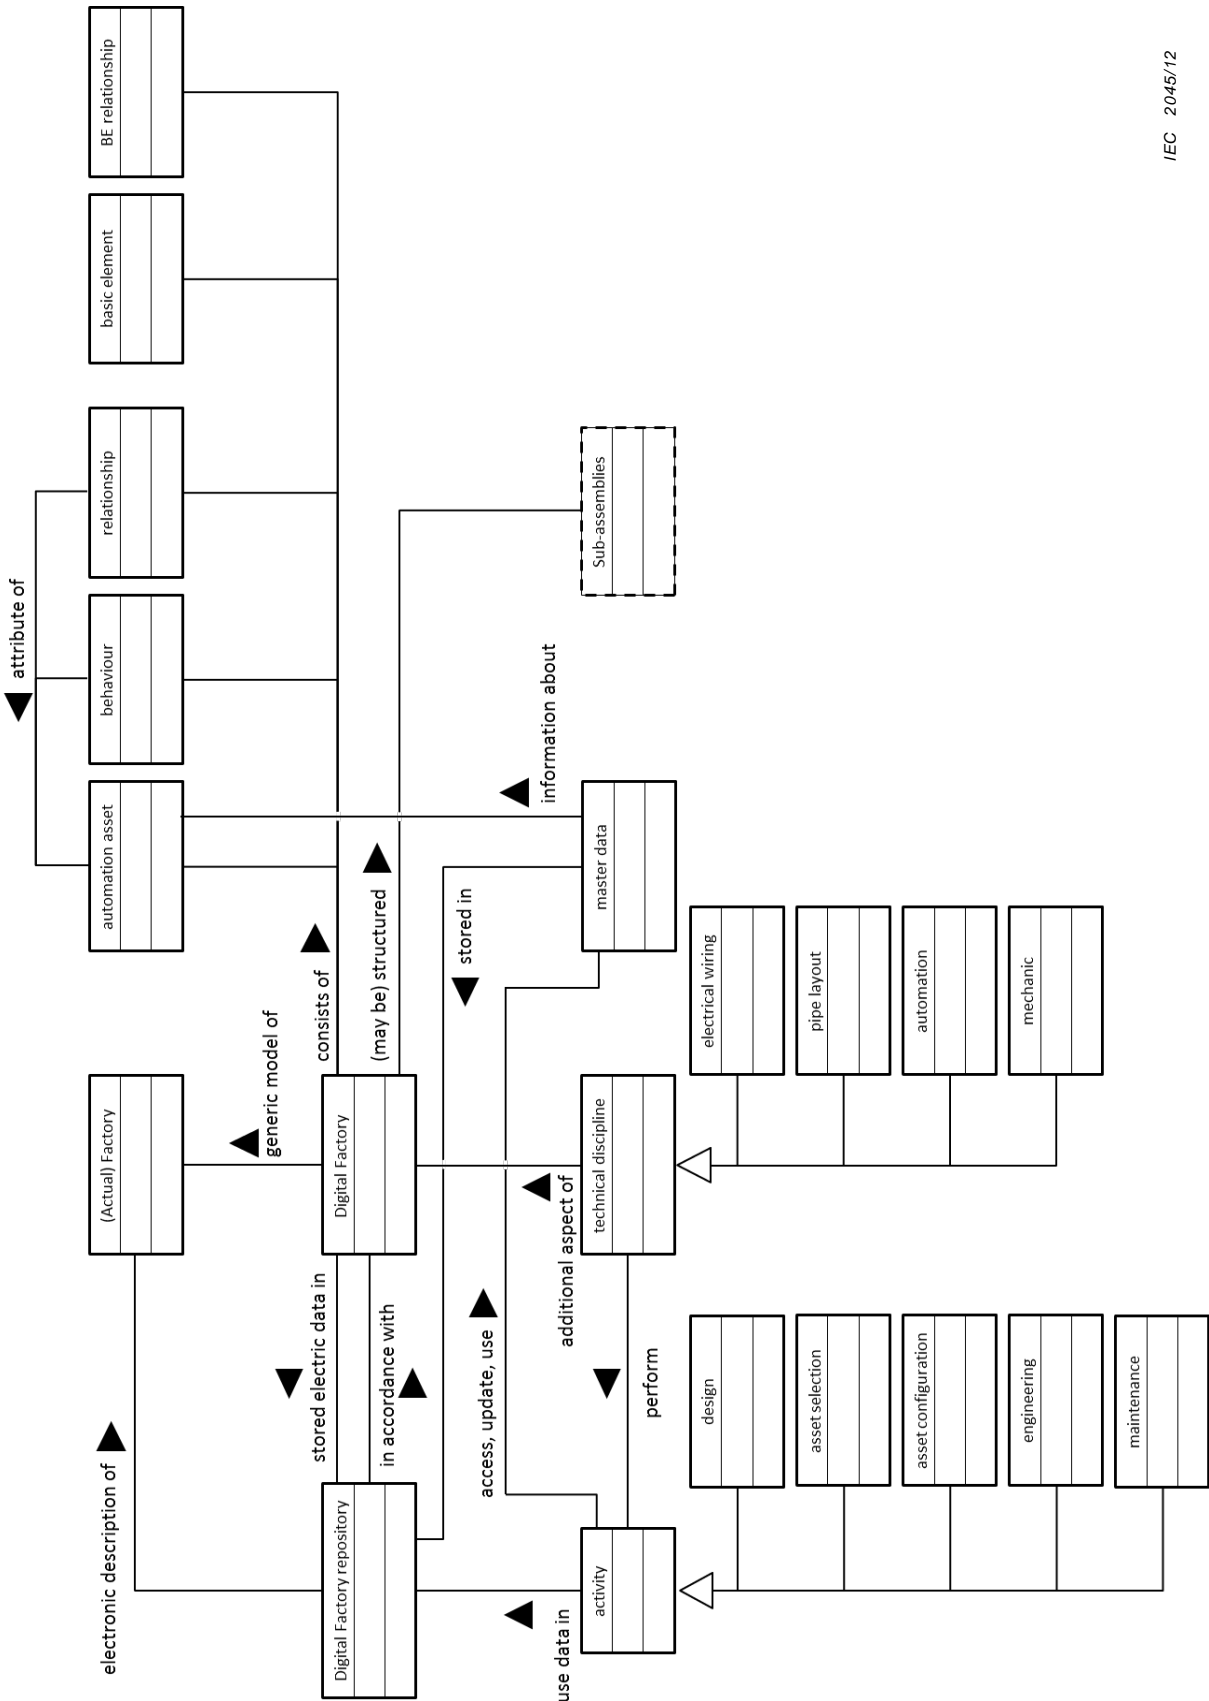 electronic description of
(Actual) Factory
automation asset
behaviour
attribute of
relationship
basic element
BE relationship
generic model of
Digital Factory repository
stored electric data in
in accordance with
Digital Factory
consists of
(may be) structured
stored in
access, update, use
use data in
additional aspect of
information about
activity
perform
technical discipline
master data
Sub-assemblies
design
asset selection
asset configuration
engineering
maintenance
electrical wiring
pipe layout
automation
mechanic
IEC 2045/12